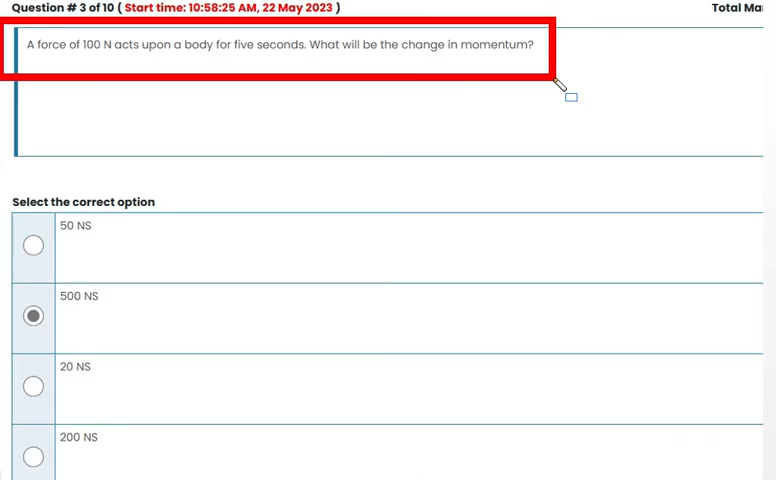 Question # 3 of 10 ( Start time: 10:58:25 AM, 22 May 2023 ) Total Ma
A force of 100 N acts upon a body for five seconds. What will be the change in momentum?
Select the correct option
50 NS
500 NS
20 NS
200 NS